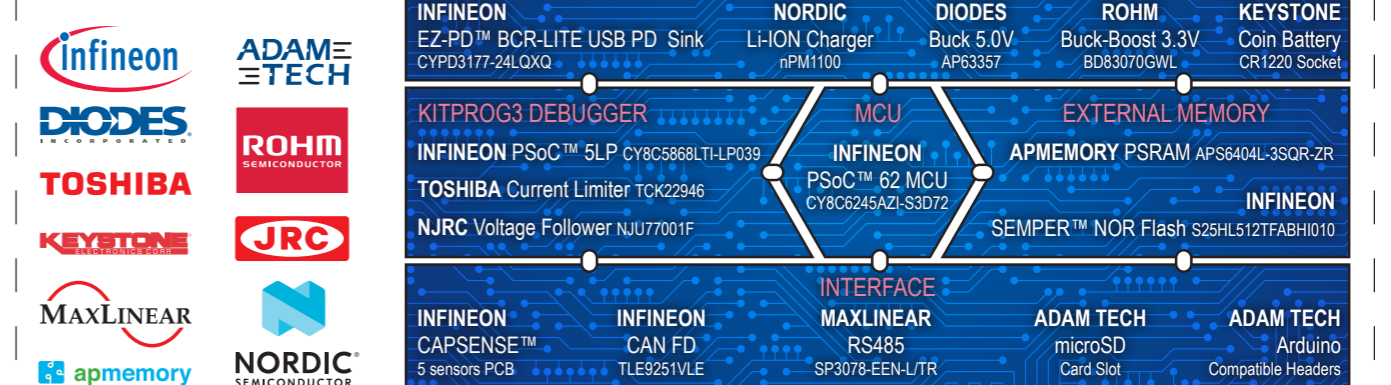 infineon
ADAM
TECH
DIODES
INCORPORATED
ROHM
SEMICONDUCTOR
TOSHIBA
KEYSTONE
ELECTRONICS CORP.
JRC
MAXLINEAR
NORDIC®
SEMICONDUCTOR
apmemory
INFINEON
EZ-PD™ BCR-LITE USB PD Sink
CYPD3177-24LQXQ
NORDIC
Li-ION Charger
nPM1100
DIODES
Buck 5.0V
AP63357
ROHM
Buck-Boost 3.3V
BD83070GWL
KEYSTONE
Coin Battery
CR1220 Socket
KITPROG3 DEBUGGER
INFINEON PSoC™ 5LP CY8C5868LTI-LP039
TOSHIBA Current Limiter TCK22946
NJRC Voltage Follower NJU77001F
MCU
INFINEON
PSoC™ 62 MCU
CY8C6245AZI-S3D72
EXTERNAL MEMORY
APMEMORY PSRAM APS6404L-3SQR-ZR
INFINEON
SEMPER™ NOR Flash S25HL512TFABHI010
INTERFACE
INFINEON
CAPSENSE™
5 sensors PCB
INFINEON
CAN FD
TLE9251VLE
MAXLINEAR
RS485
SP3078-EEN-L/TR
ADAM TECH
microSD
Card Slot
ADAM TECH
Arduino
Compatible Headers